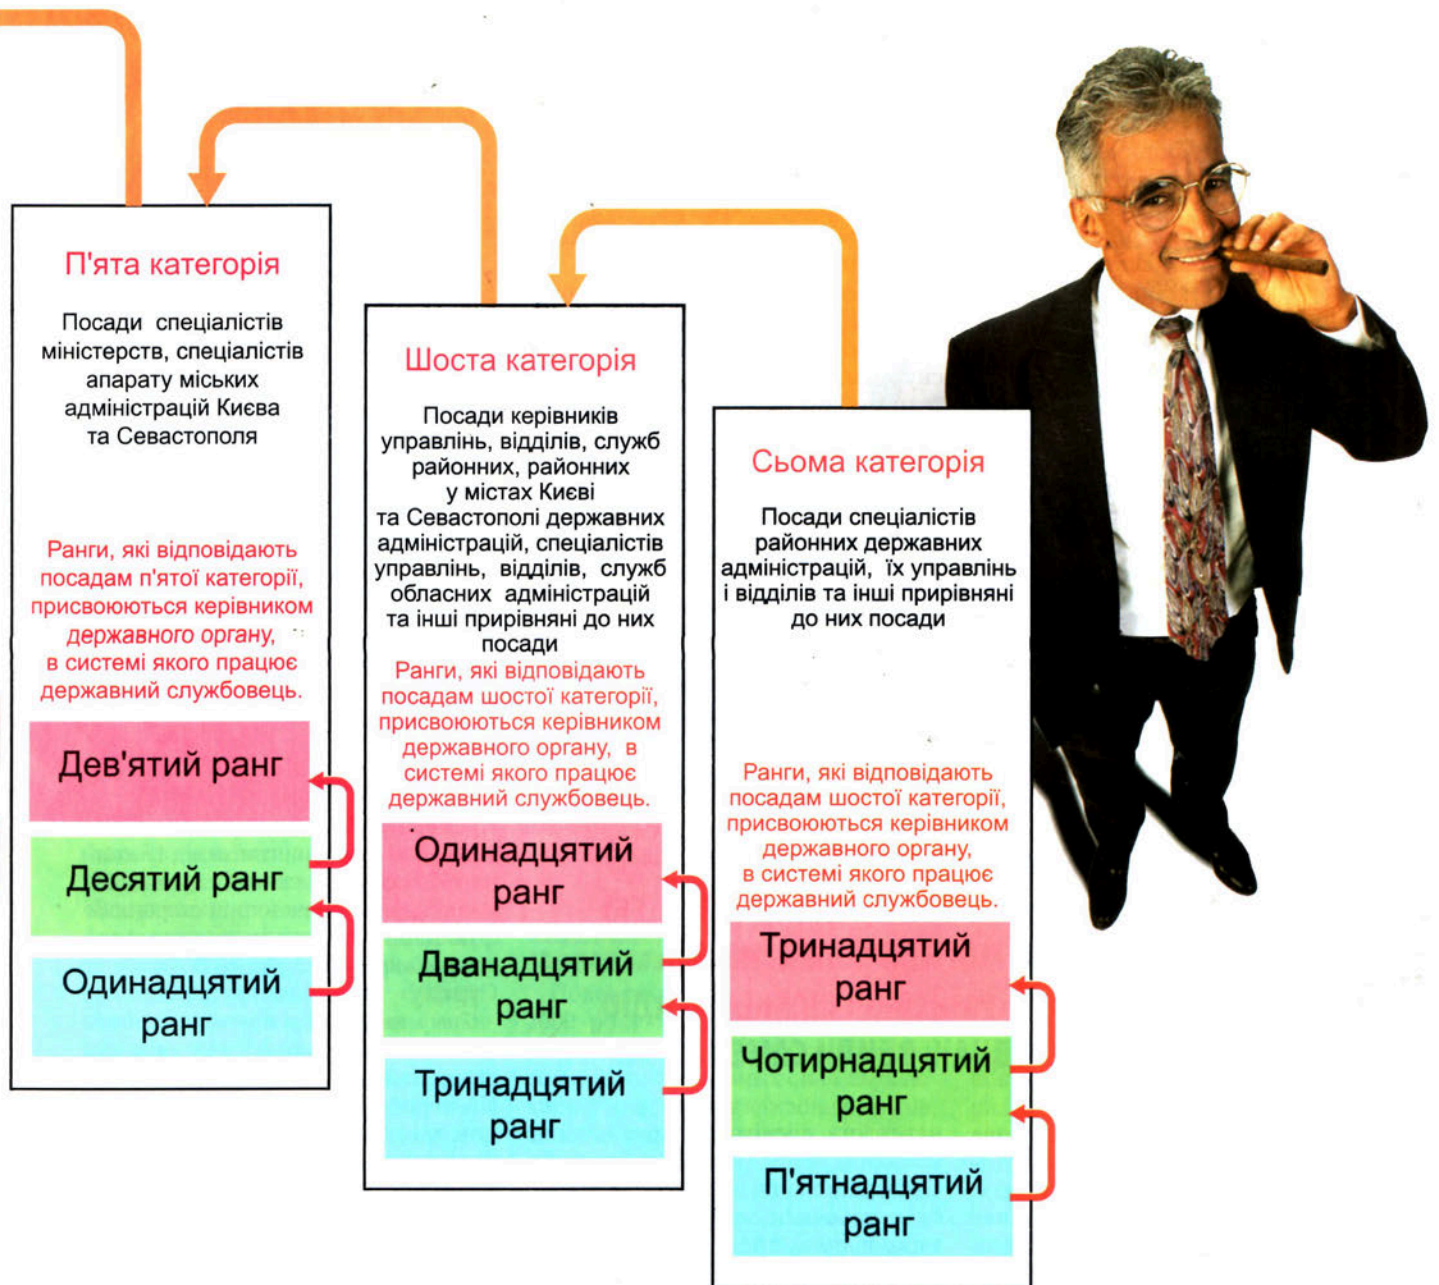 П'ята категорія
Посади спеціалістів
міністерств, спеціалістів
апарату міських
адміністрацій Києва
та Севастополя
Ранги, які відповідають
посадам п'ятої категорії,
присвоюються керівником
державного органу,
в системі якого працює
державний службовець.
Дев'ятий ранг
Десятий ранг
Одинадцятий
ранг
Шоста категорія
Посади керівників
управлінь, відділів, служб
районних, районних
у містах Києві
та Севастополі державних
адміністрацій, спеціалістів
управлінь, відділів, служб
обласних адміністрацій
та інші прирівняні до них
посади
Ранги, які відповідають
посадам шостої категорії,
присвоюються керівником
державного органу, в
системі якого працює
державний службовець.
Одинадцятий
ранг
Дванадцятий
ранг
Тринадцятий
ранг
Сьома категорія
Посади спеціалістів
районних державних
адміністрацій, їх управлінь
і відділів та інші прирівняні
до них посади
Ранги, які відповідають
посадам шостої категорії,
присвоюються керівником
державного органу,
в системі якого працює
державний службовець.
Тринадцятий
ранг
Чотирнадцятий
ранг
П'ятнадцятий
ранг